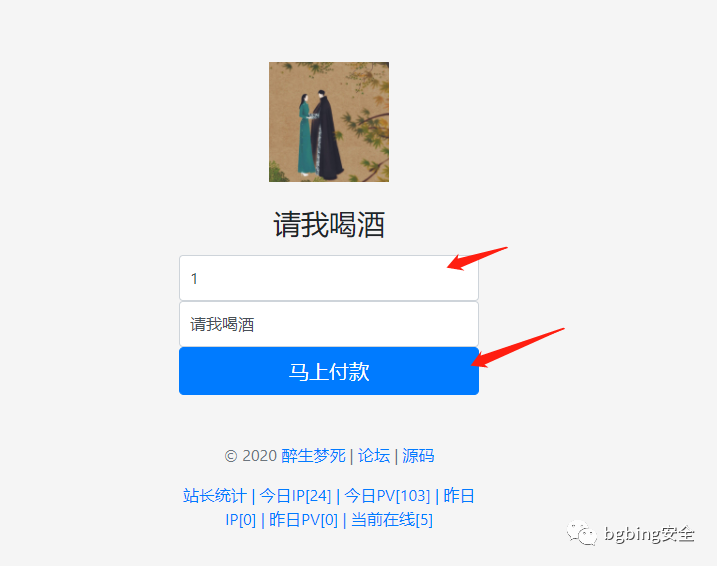 请我喝酒
1
请我喝酒
马上付款
© 2020 醉生梦死 | 论坛 | 源码
站长统计 | 今日IP[24] | 今日PV[103] | 昨日
IP[0] | 昨日PV[0] | 当前在线[5]
bgbing安全